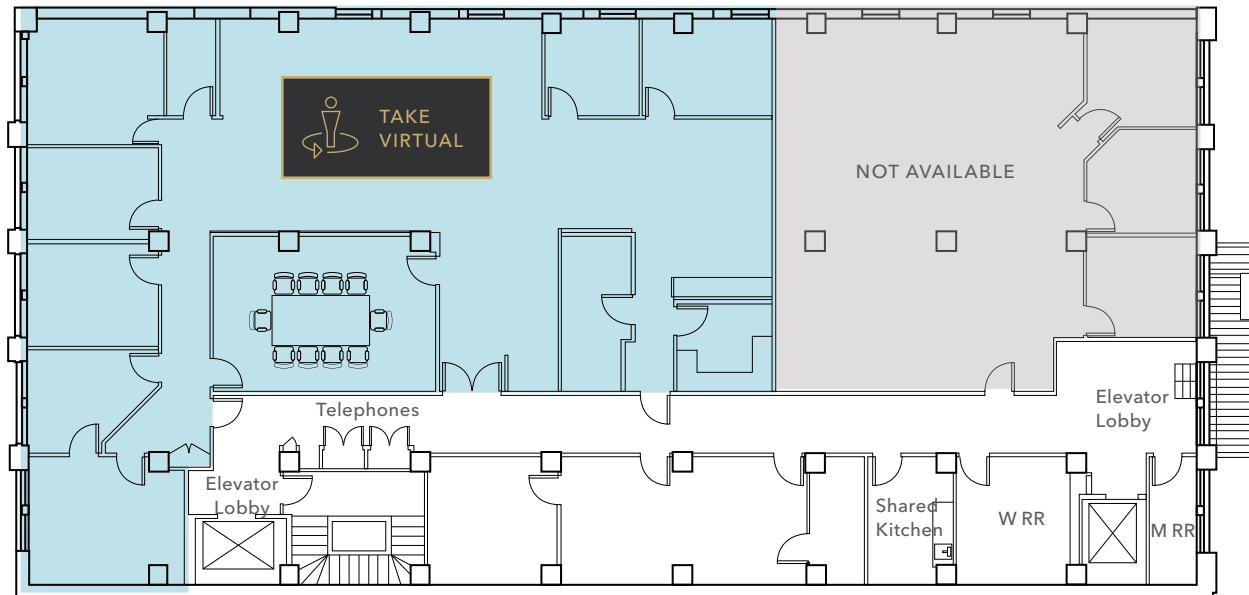 TAKE
VIRTUAL
NOT AVAILABLE
Telephones
Elevator
Lobby
Elevator
Lobby
Shared
Kitchen
W RR
M RR